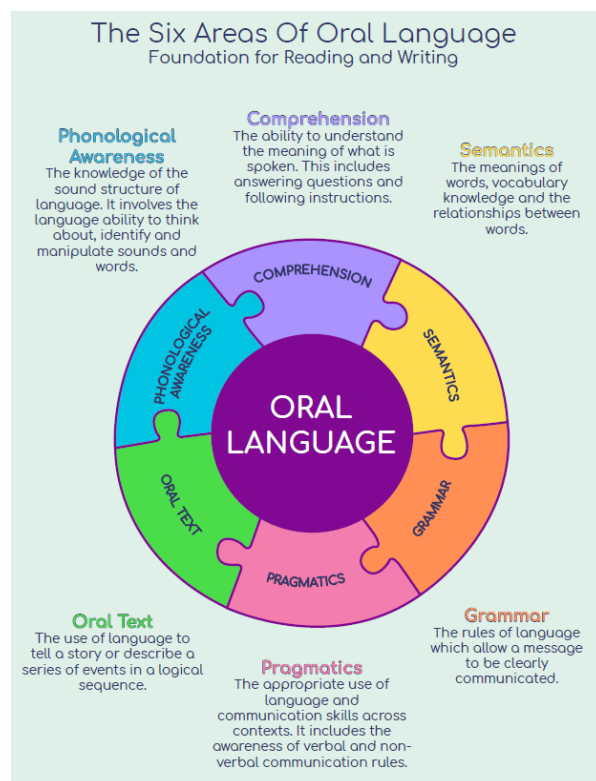 The Six Areas Of Oral Language
Foundation for Reading and Writing
Phonological
Awareness
The knowledge of the
sound structure of
language. It involves the
language ability to think
about, identify and
manipulate sounds and
words.
Comprehension
The ability to understand
the meaning of what is
spoken. This includes
answering questions and
following instructions.
Semantics
The meanings of
words, vocabulary
knowledge and the
relationships between
words.
COMPREHENSION
PHONOLOGICAL
AWARENESS
SEMANTICS
ORAL
LANGUAGE
ORAL TEXT
GRAMMAR
PRAGMATICS
Oral Text
The use of language to
tell a story or describe a
series of events in a logical
sequence.
Pragmatics
The appropriate use of
language and
communication skills across
contexts. It includes the
awareness of verbal and non-
verbal communication rules.
Grammar
The rules of language
which allow a message
to be clearly
communicated.